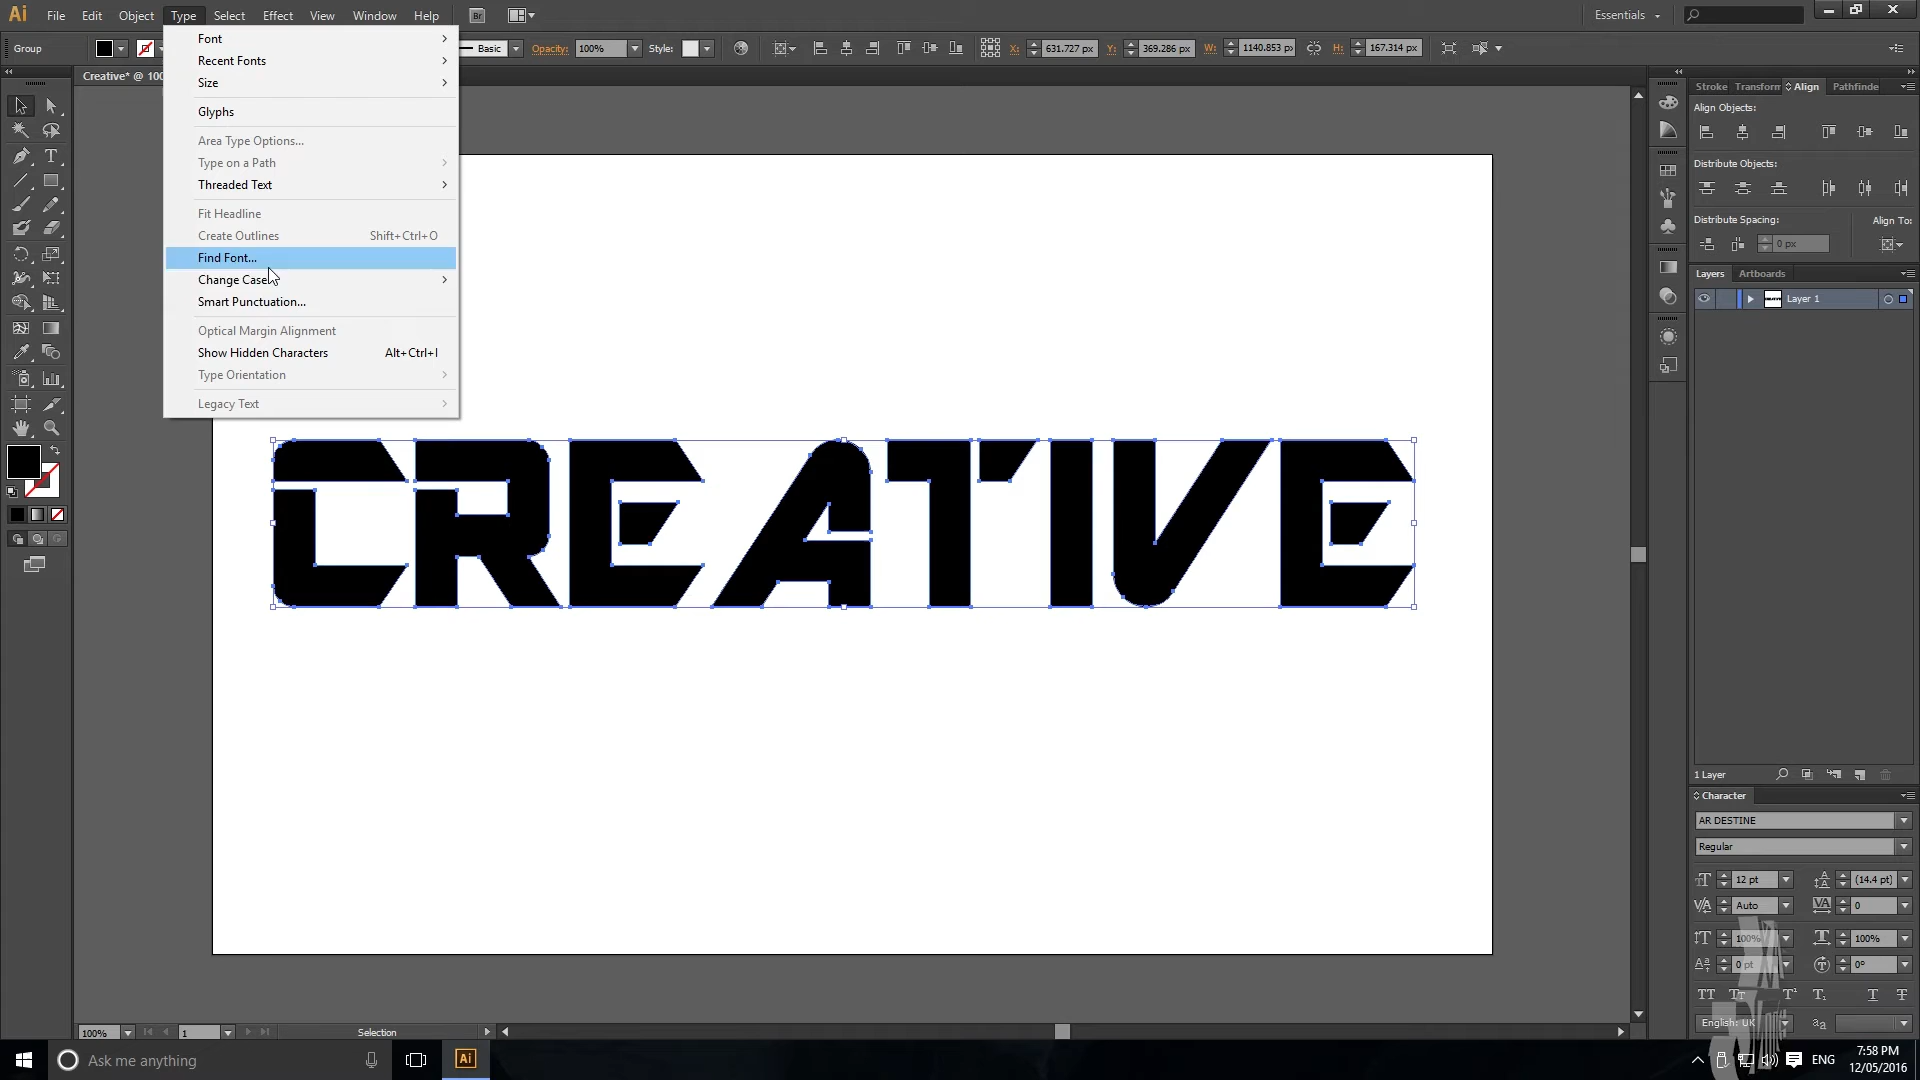 Ai File Edit Object Type Select Effect View Window Help Br Essentials
Group Basic Opacity: 100% Style: X: 631.727 px Y: 369.286 px W: 1140.853 px H: 167.314 px
Creative* @ 100
Font
Recent Fonts
Size
Glyphs
Area Type Options...
Type on a Path
Threaded Text
Fit Headline
Create Outlines Shift+Ctrl+O
Find Font...
Change Case
Smart Punctuation...
Optical Margin Alignment
Show Hidden Characters Alt+Ctrl+I
Type Orientation
Legacy Text
CREATIVE
Stroke Transform Align Pathfinde
Align Objects:
Distribute Objects:
Distribute Spacing: Align To:
0 px
Layers Artboards
Layer 1
1 Layer
Character
AR DESTINE
Regular
12 pt (14.4 pt)
Auto 0
100% 100%
0 pt 0°
English: UK
100% 1 Selection
Ask me anything Ai ENG 7:58 PM
12/05/2016